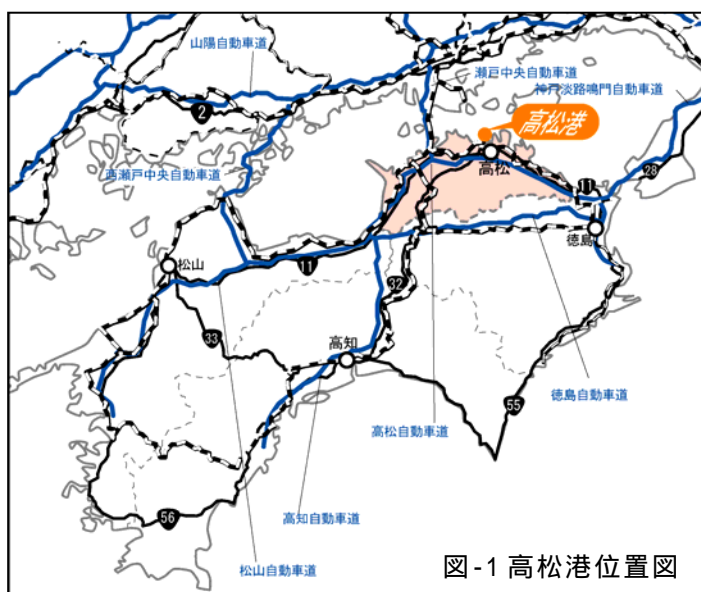 山陽自動車道
瀬戸中央自動車道
神戸淡路鳴門自動車道
2
高松港
高松
西瀬戸中央自動車道
28
11
徳島
松山
11
32
33
高知
徳島自動車道
55
高松自動車道
56
高知自動車道
松山自動車道
図-1高松港位置図